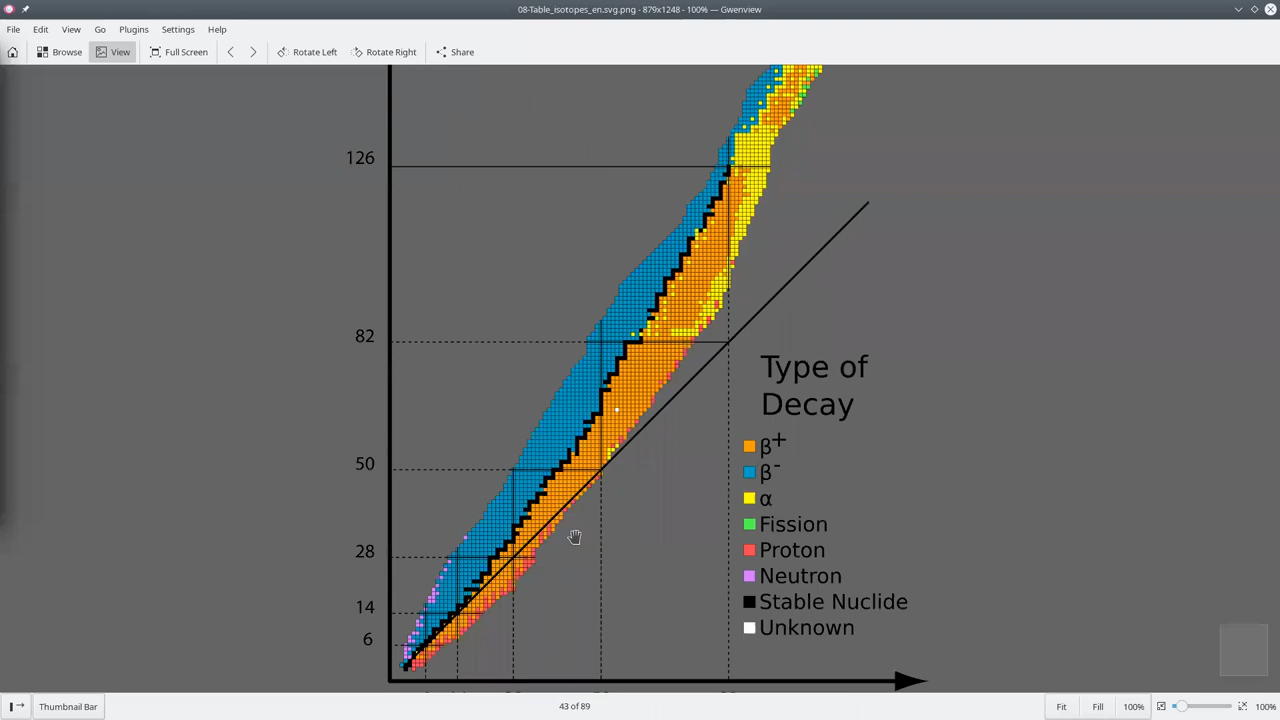 08-Table_isotopes_en.svg.png - 879x1248 - 100% — Gwenview
File Edit View Go Plugins Settings Help
Browse View Full Screen Rotate Left Rotate Right Share
126
82
50
28
14
6
Type of
Decay
β+
β-
α
Fission
Proton
Neutron
Stable Nuclide
Unknown
Thumbnail Bar 43 of 89 Fit Fill 100% 100%